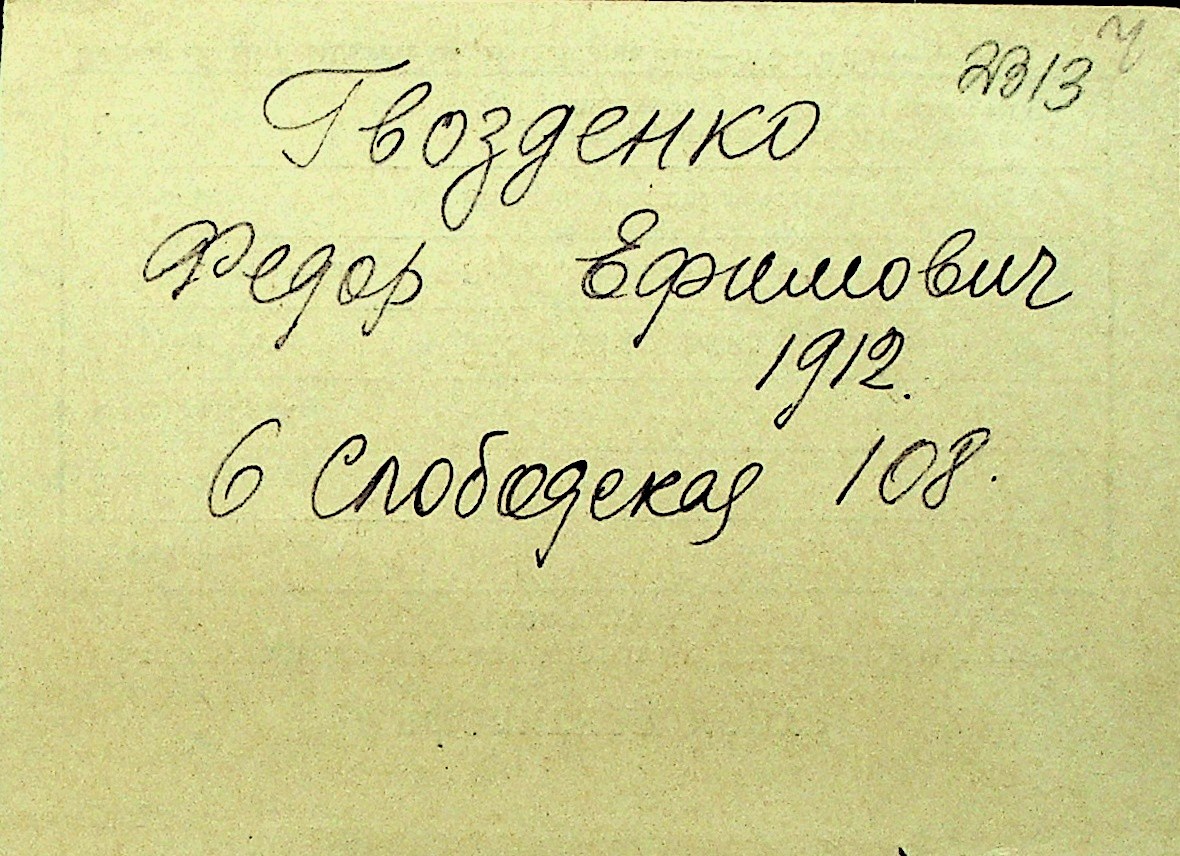 2313 ч
Гвозденко
Федор Ефимович
1912.
6 Слободская 108.